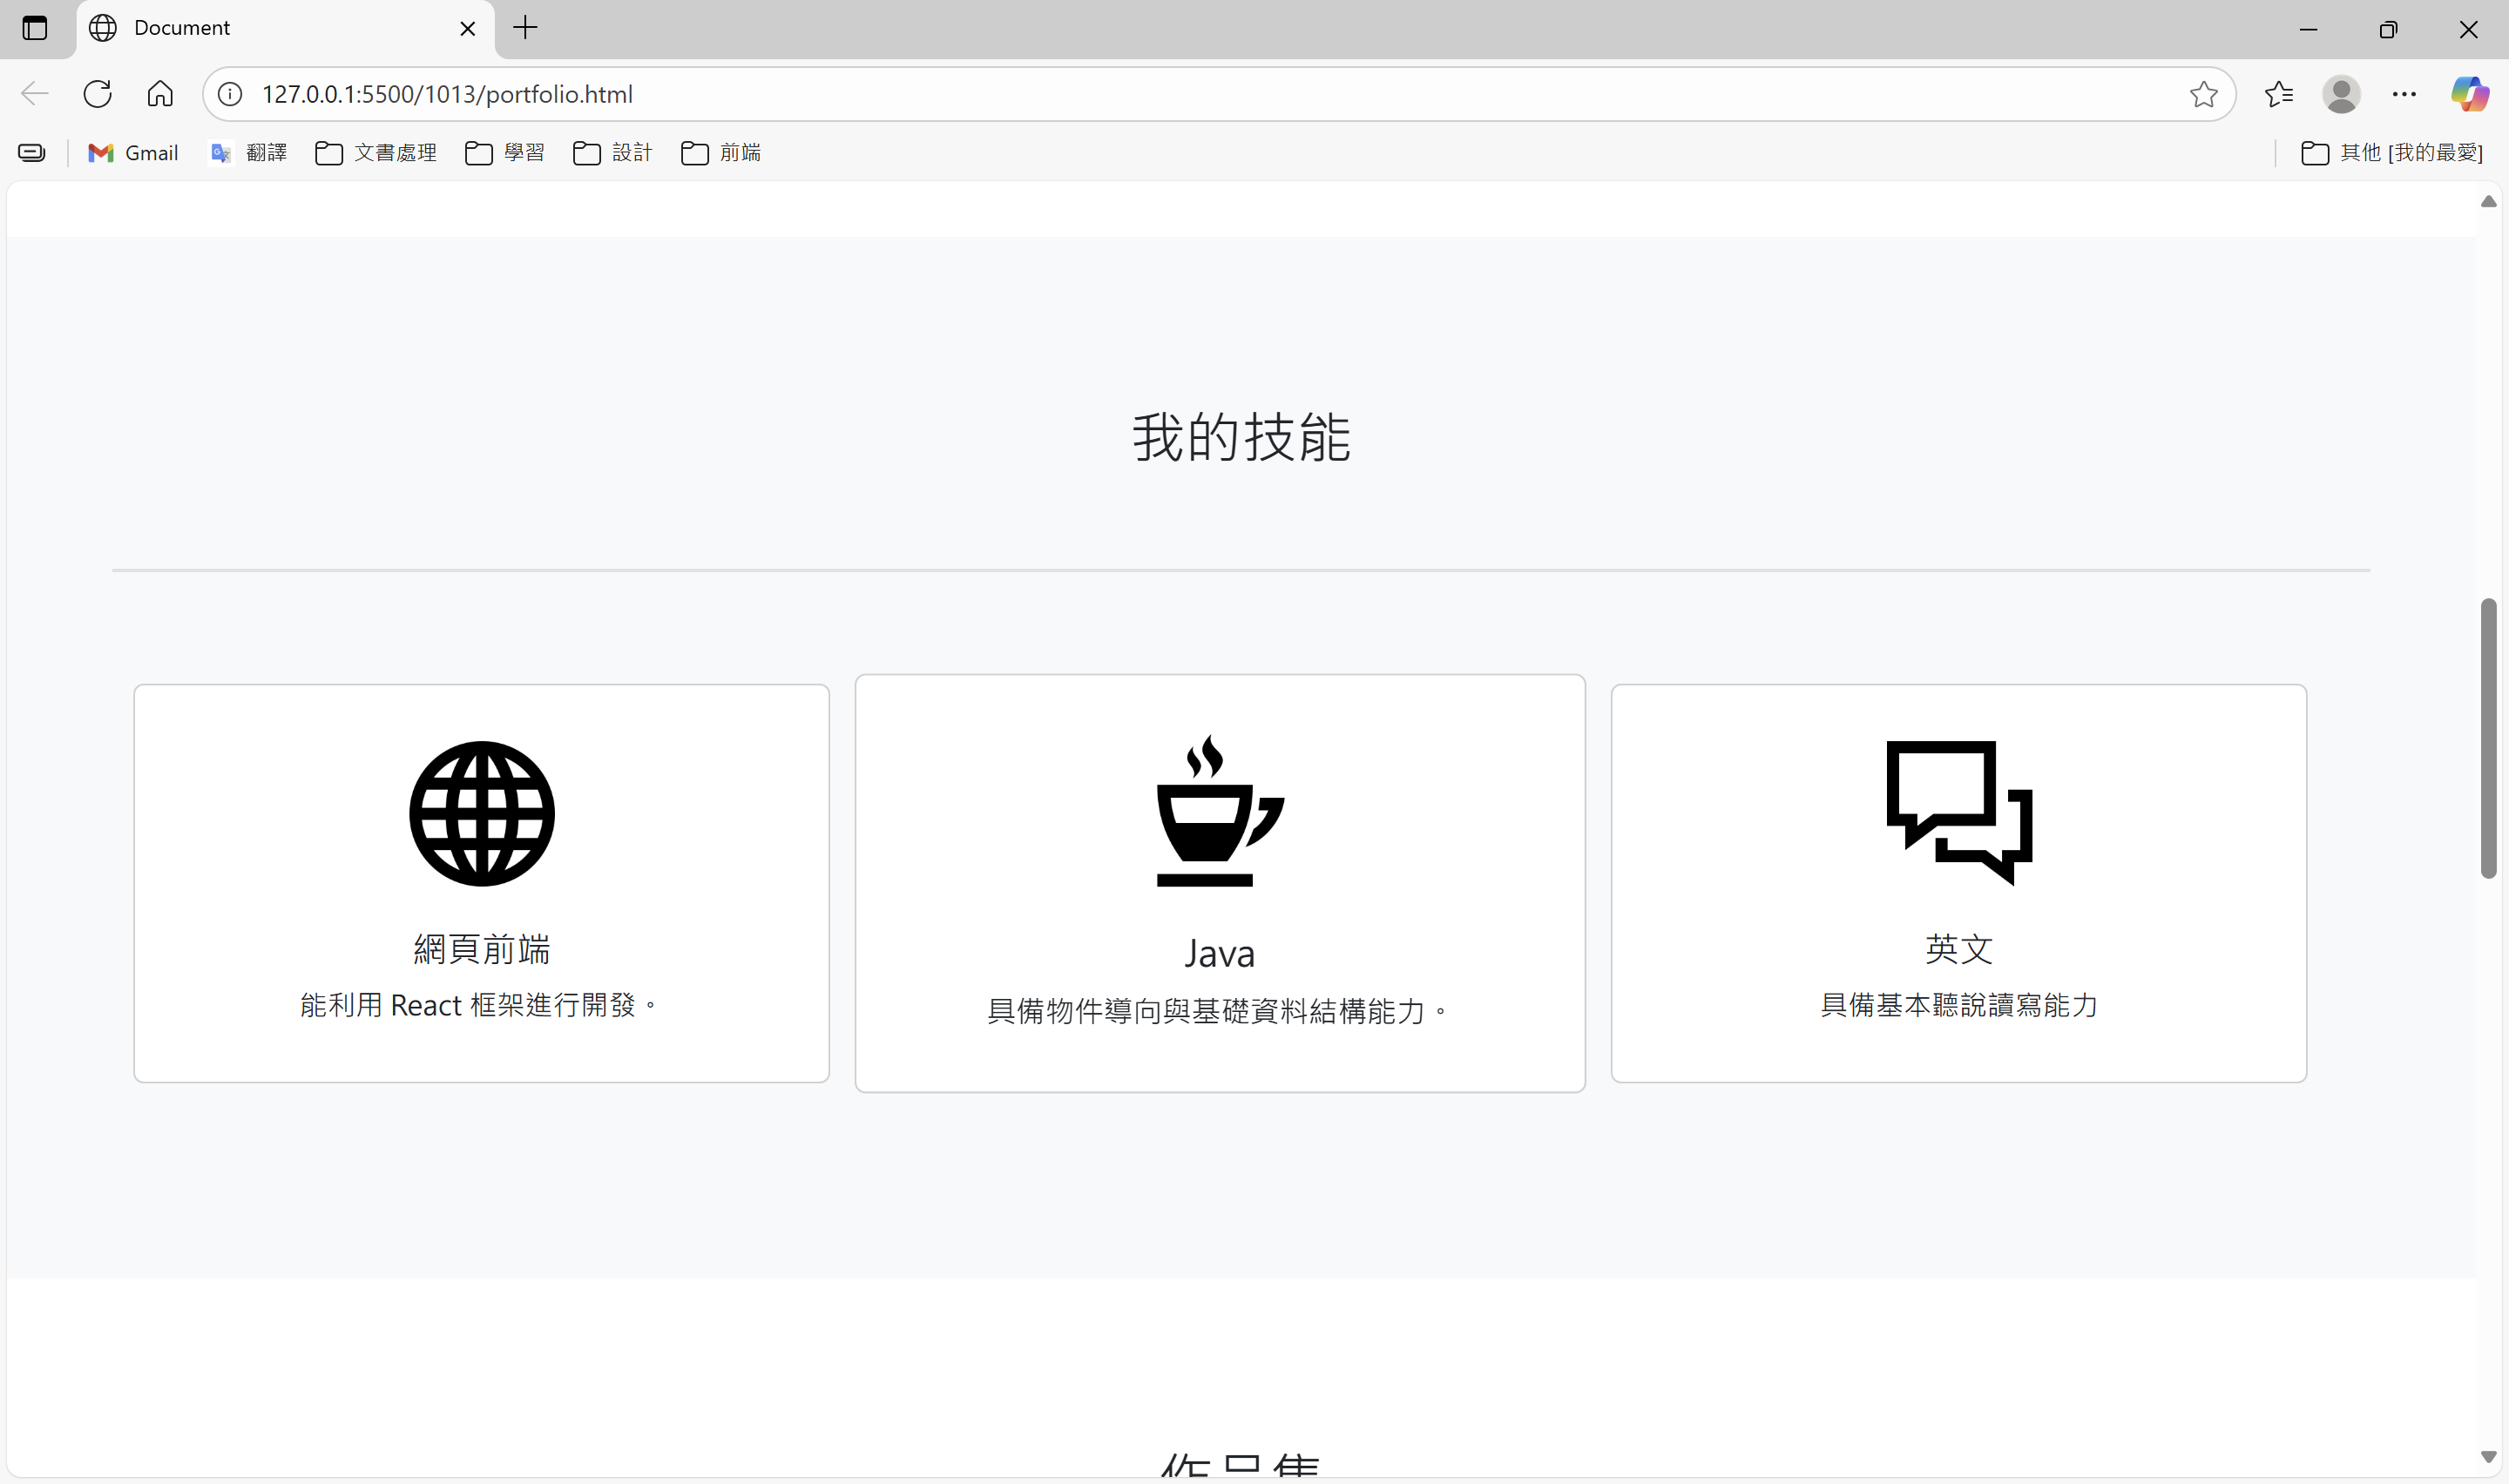 Document
127.0.0.1:5500/1013/portfolio.html
Gmail 翻譯 文書處理 學習 設計 前端 其他 [我的最愛]
我的技能
網頁前端
能利用 React 框架進行開發。
Java
具備物件導向與基礎資料結構能力。
英文
具備基本聽說讀寫能力
作品集